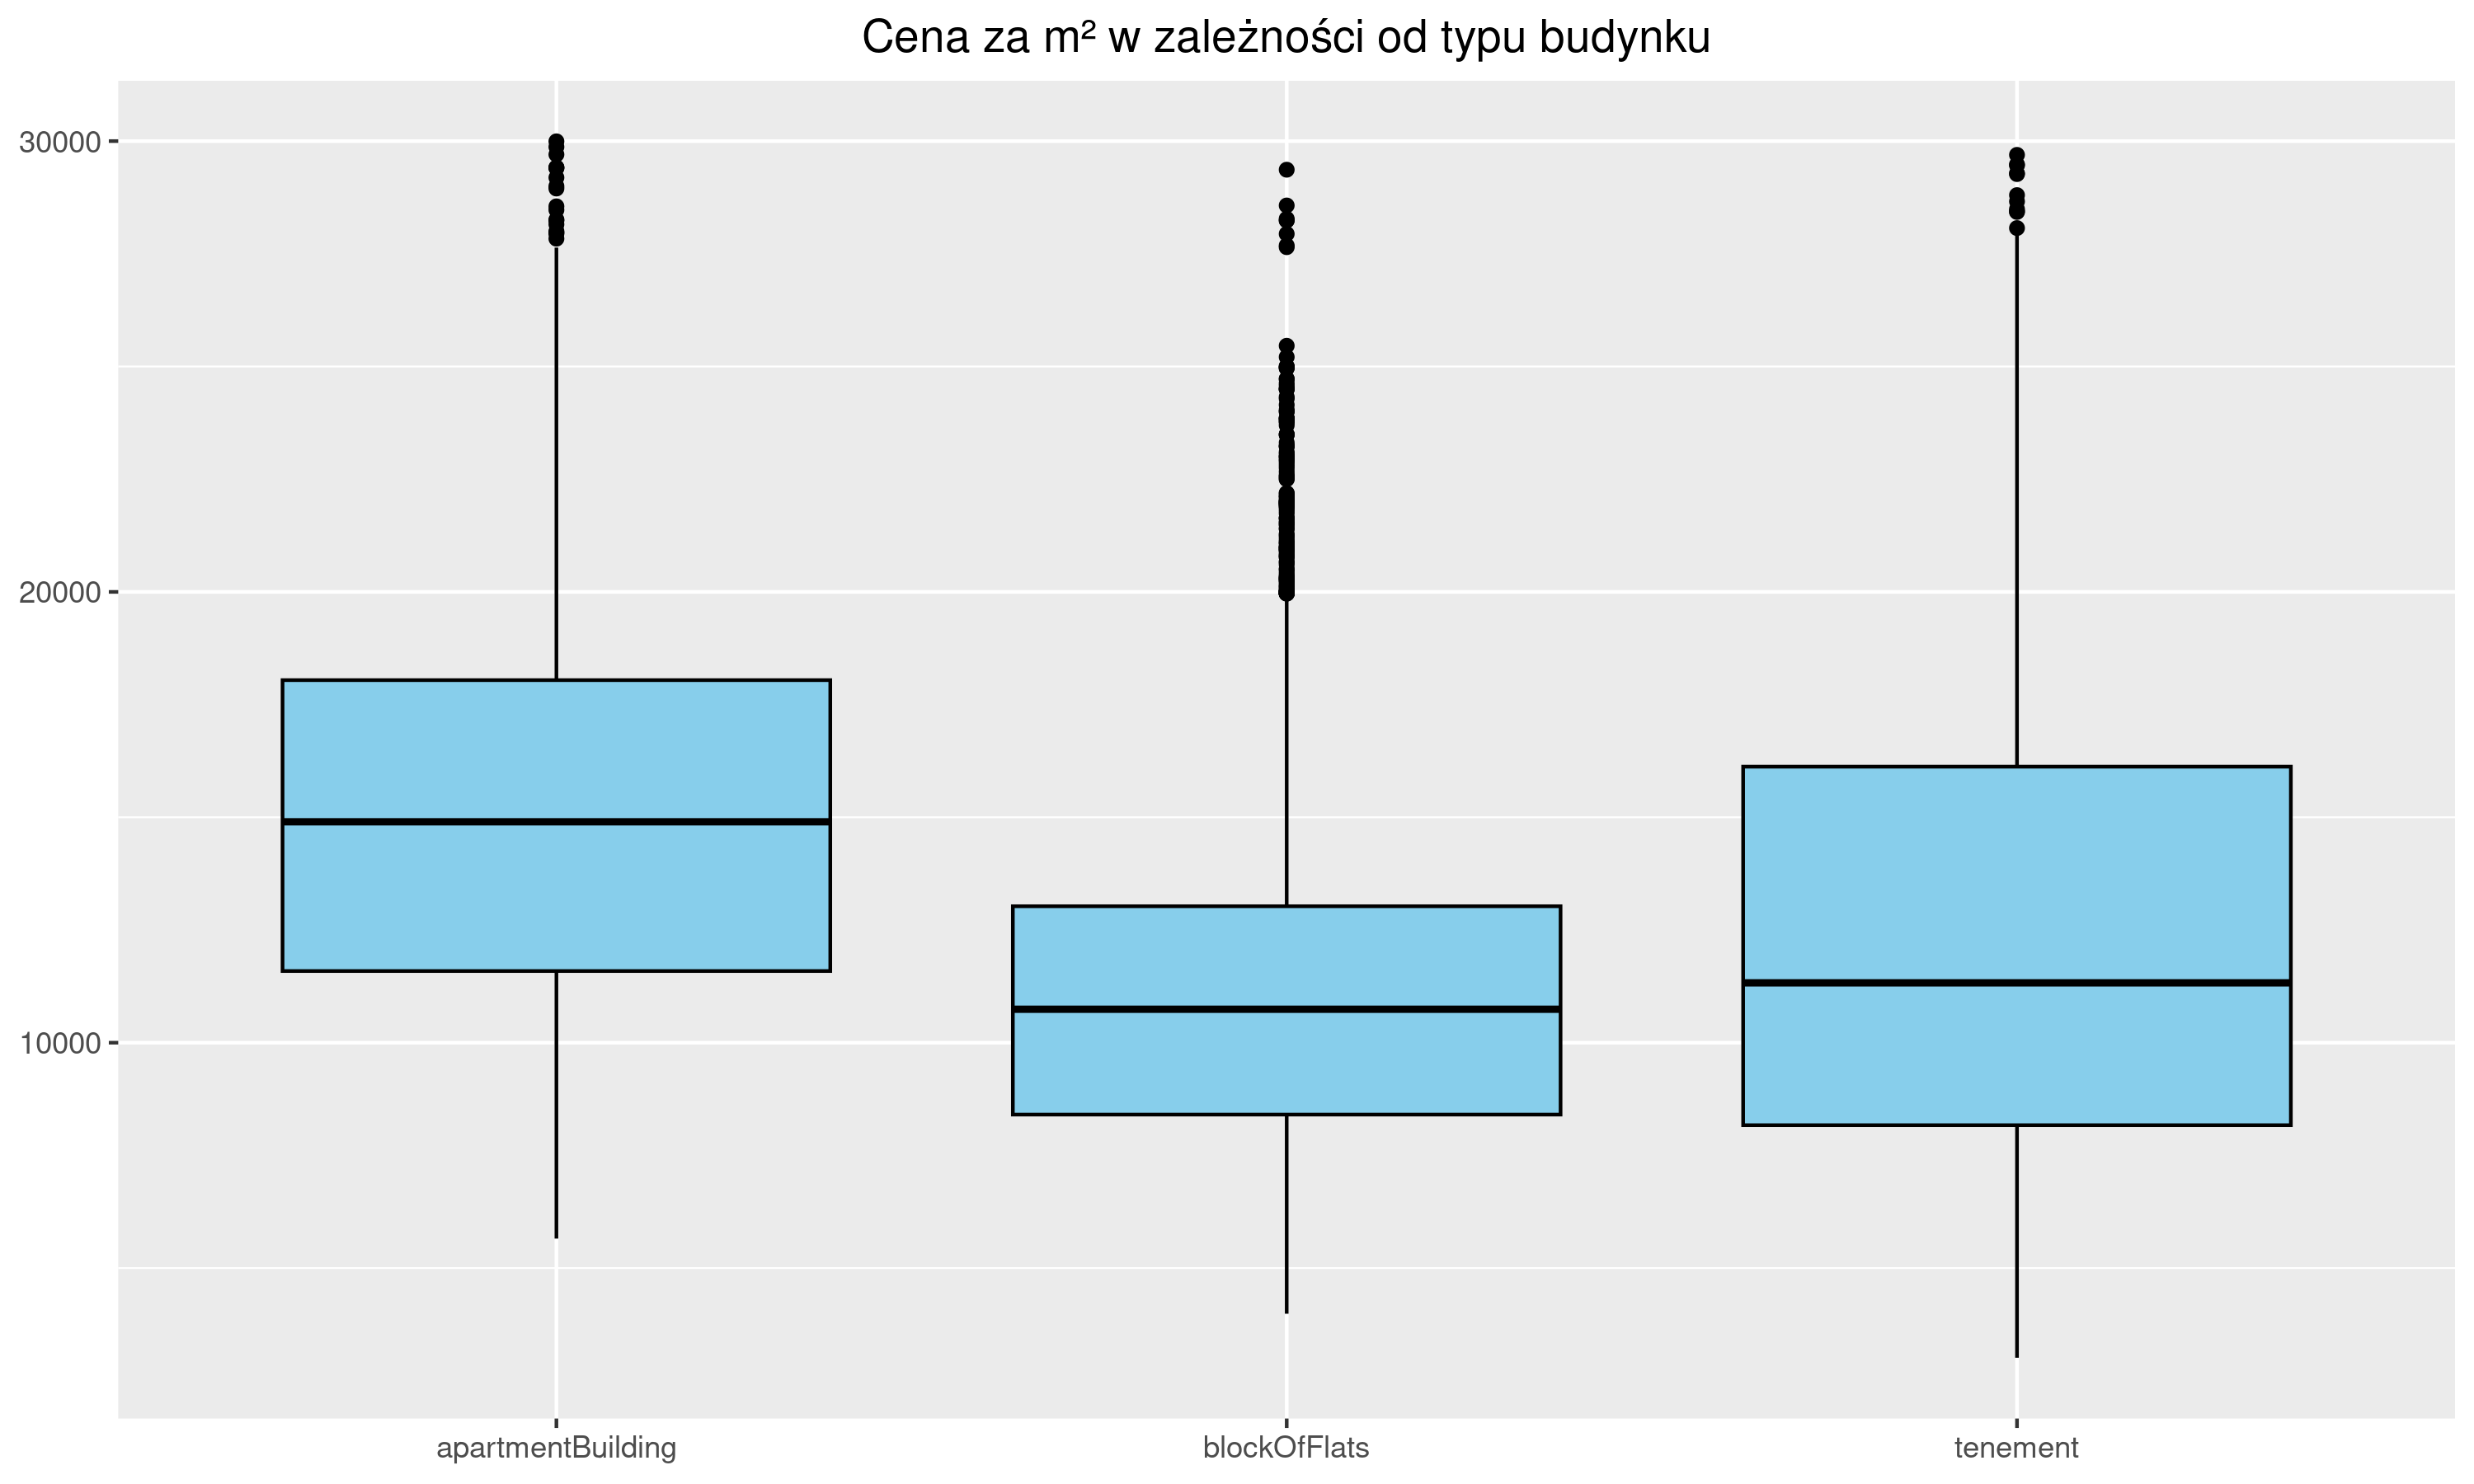 Cena za m² w zależności od typu budynku
30000
20000
10000
apartmentBuilding
blockOfFlats
tenement